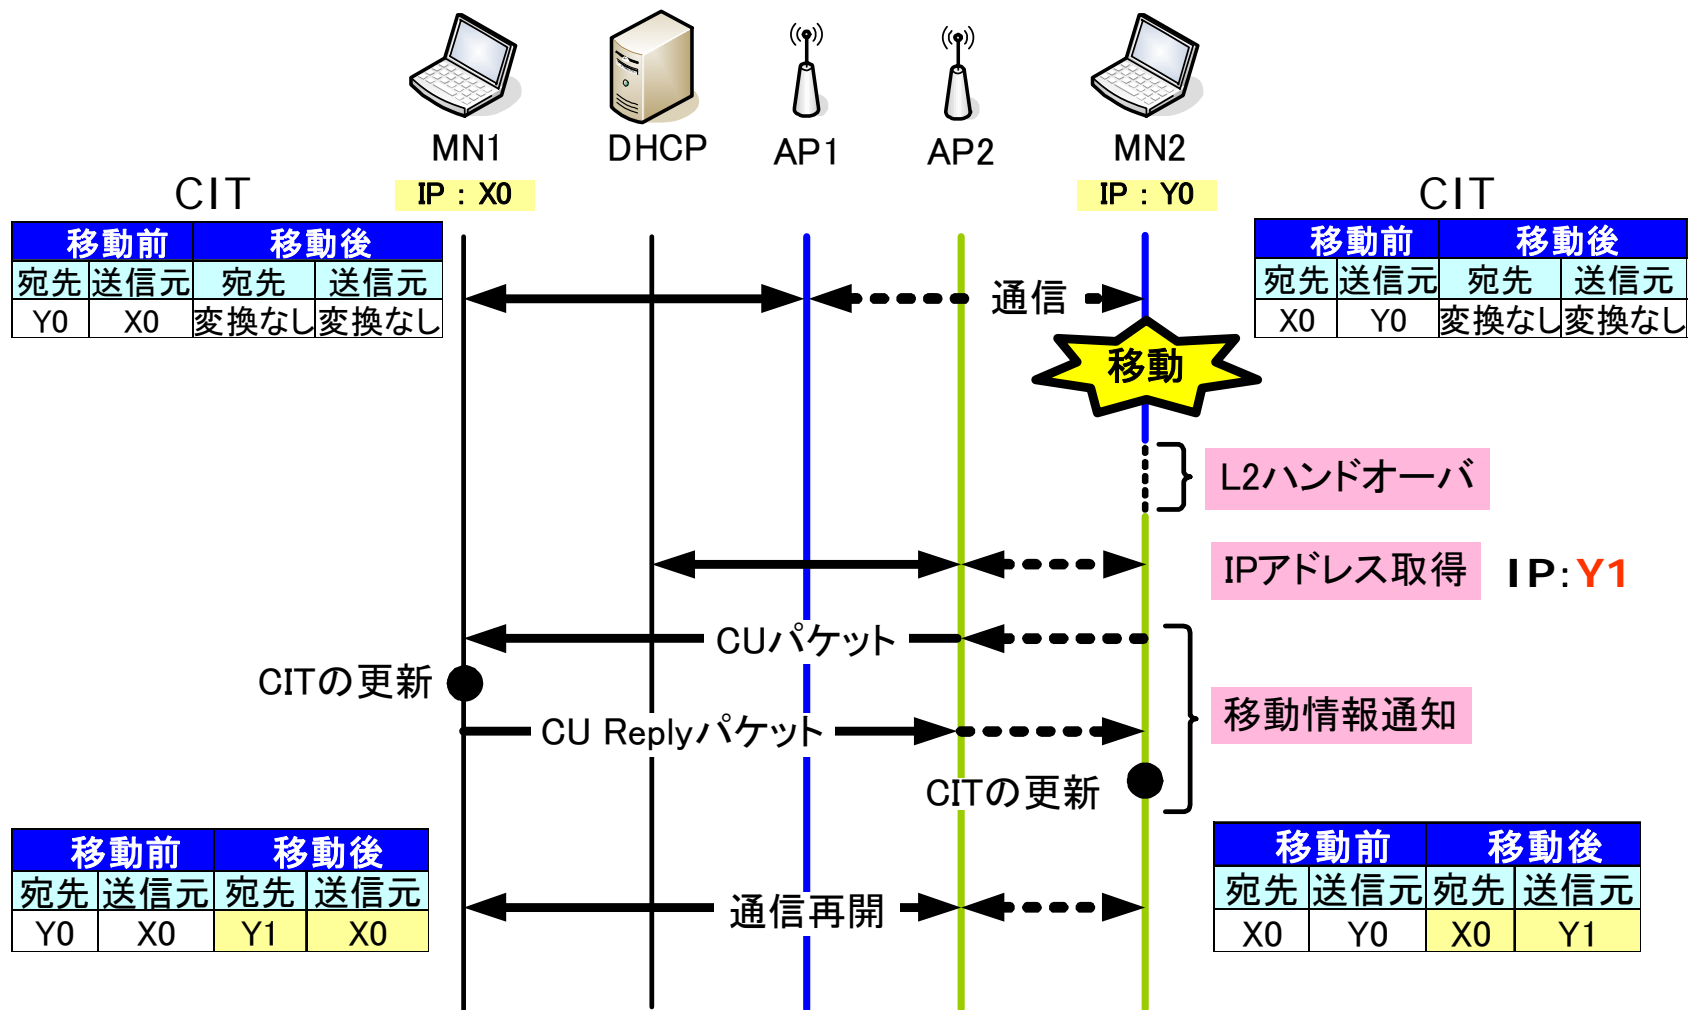 MN1 DHCP AP1 AP2 MN2
CIT IP : X0 IP : Y0 CIT
移動前 移動後
宛先 送信元 宛先 送信元
Y0 X0 変換なし 変換なし
移動前 移動後
宛先 送信元 宛先 送信元
X0 Y0 変換なし 変換なし
通信
移動
L2ハンドオーバ
IPアドレス取得 IP:Y1
CUパケット
CITの更新
移動情報通知
CU Replyパケット
CITの更新
移動前 移動後
宛先 送信元 宛先 送信元
Y0 X0 Y1 X0
通信再開
移動前 移動後
宛先 送信元 宛先 送信元
X0 Y0 X0 Y1